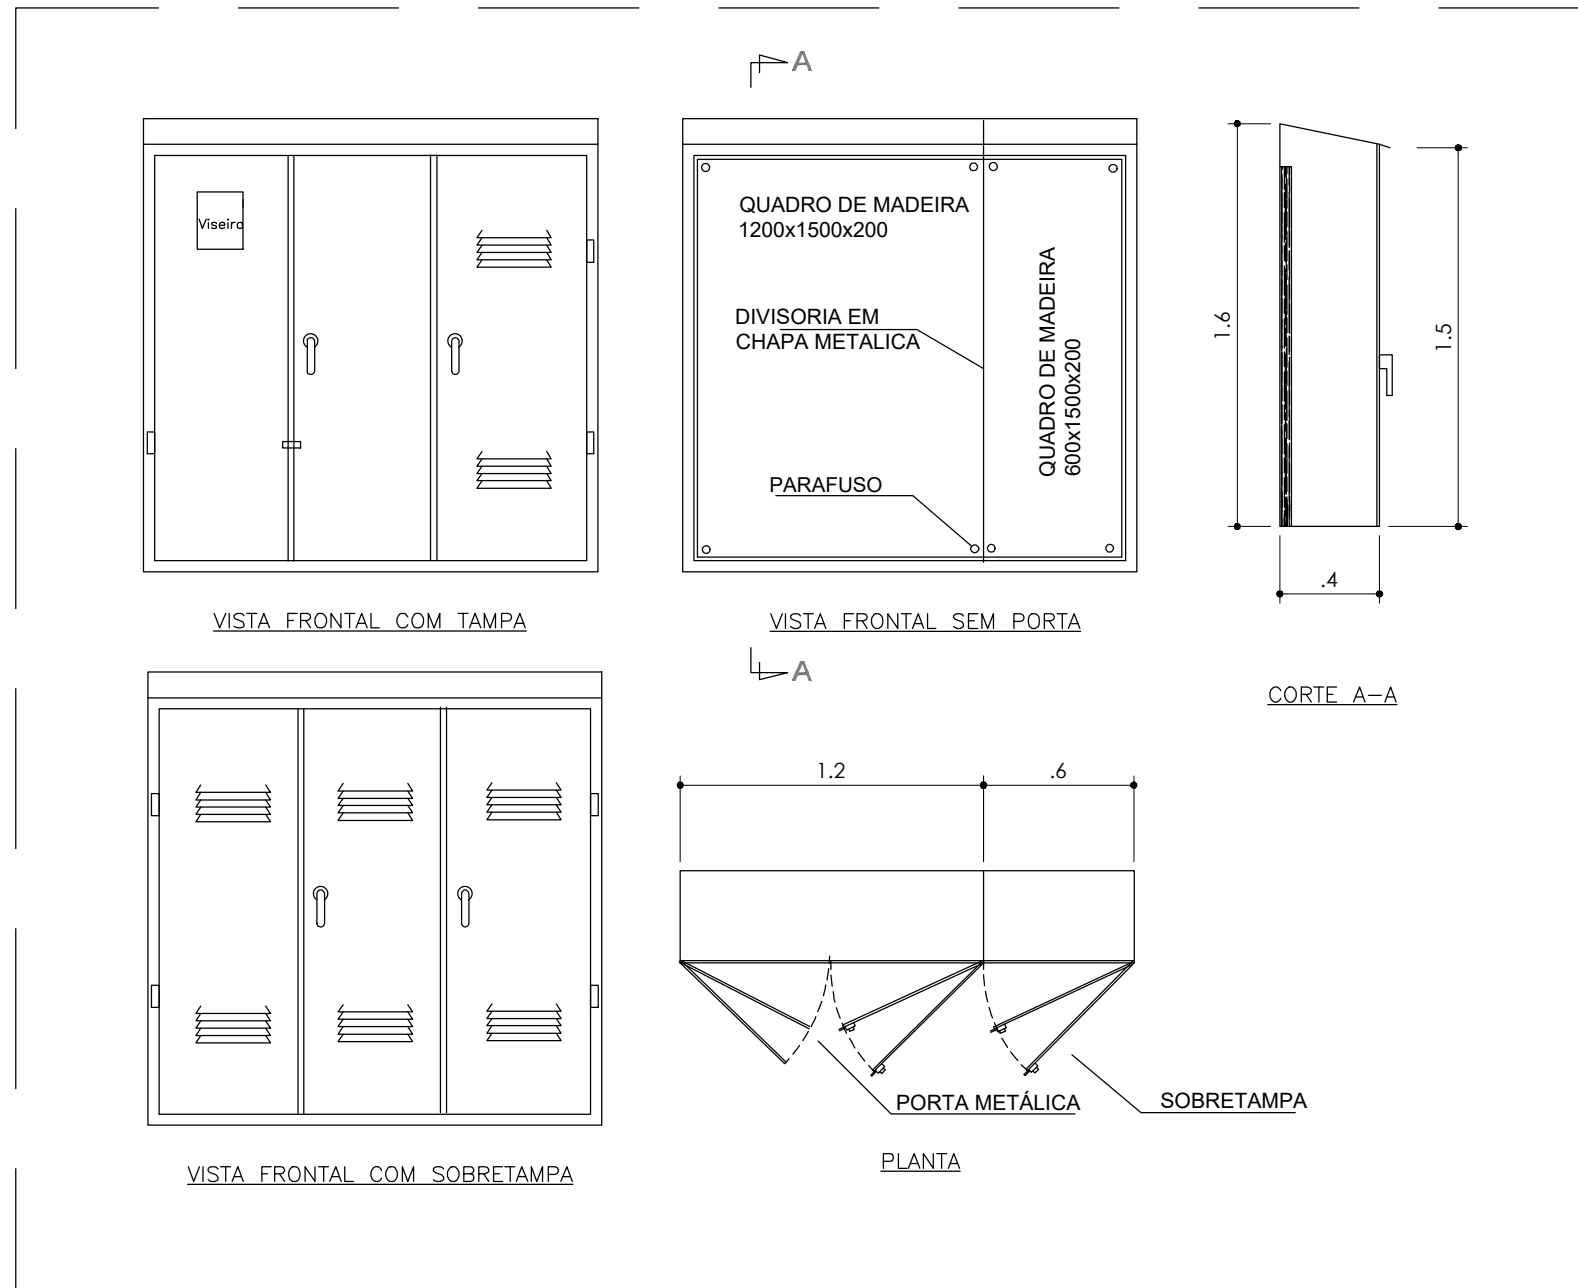 A
Viseira
VISTA FRONTAL COM TAMPA
QUADRO DE MADEIRA
1200x1500x200
DIVISORIA EM
CHAPA METALICA
PARAFUSO
QUADRO DE MADEIRA
600x1500x200
VISTA FRONTAL SEM PORTA
1.6
1.5
.4
CORTE A-A
A
VISTA FRONTAL COM SOBRETAMPA
1.2
.6
PORTA METÁLICA
SOBRETAMPA
PLANTA